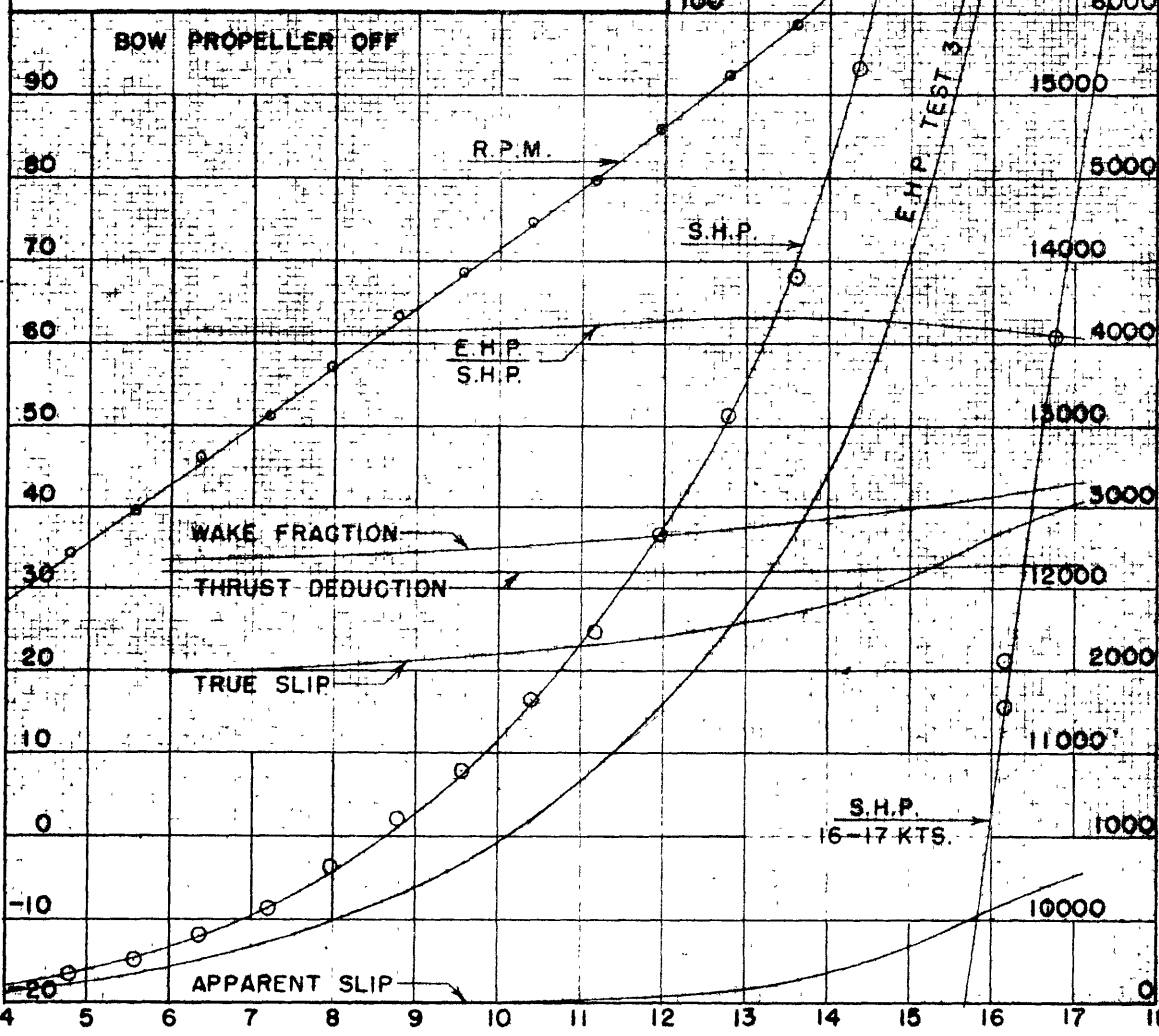 100
6000
BOW PROPELLER OFF
90
15000
R.P.M.
E.H.P. TEST 3
80
5000
S.H.P.
70
14000
60
4000
E.H.P.
S.H.P.
50
13000
40
3000
WAKE FRACTION
30
12000
THRUST DEDUCTION
20
2000
TRUE SLIP
10
11000
S.H.P.
16-17 KTS.
0
1000
-10
10000
APPARENT SLIP
-20
0
4 5 6 7 8 9 10 11 12 13 14 15 16 17